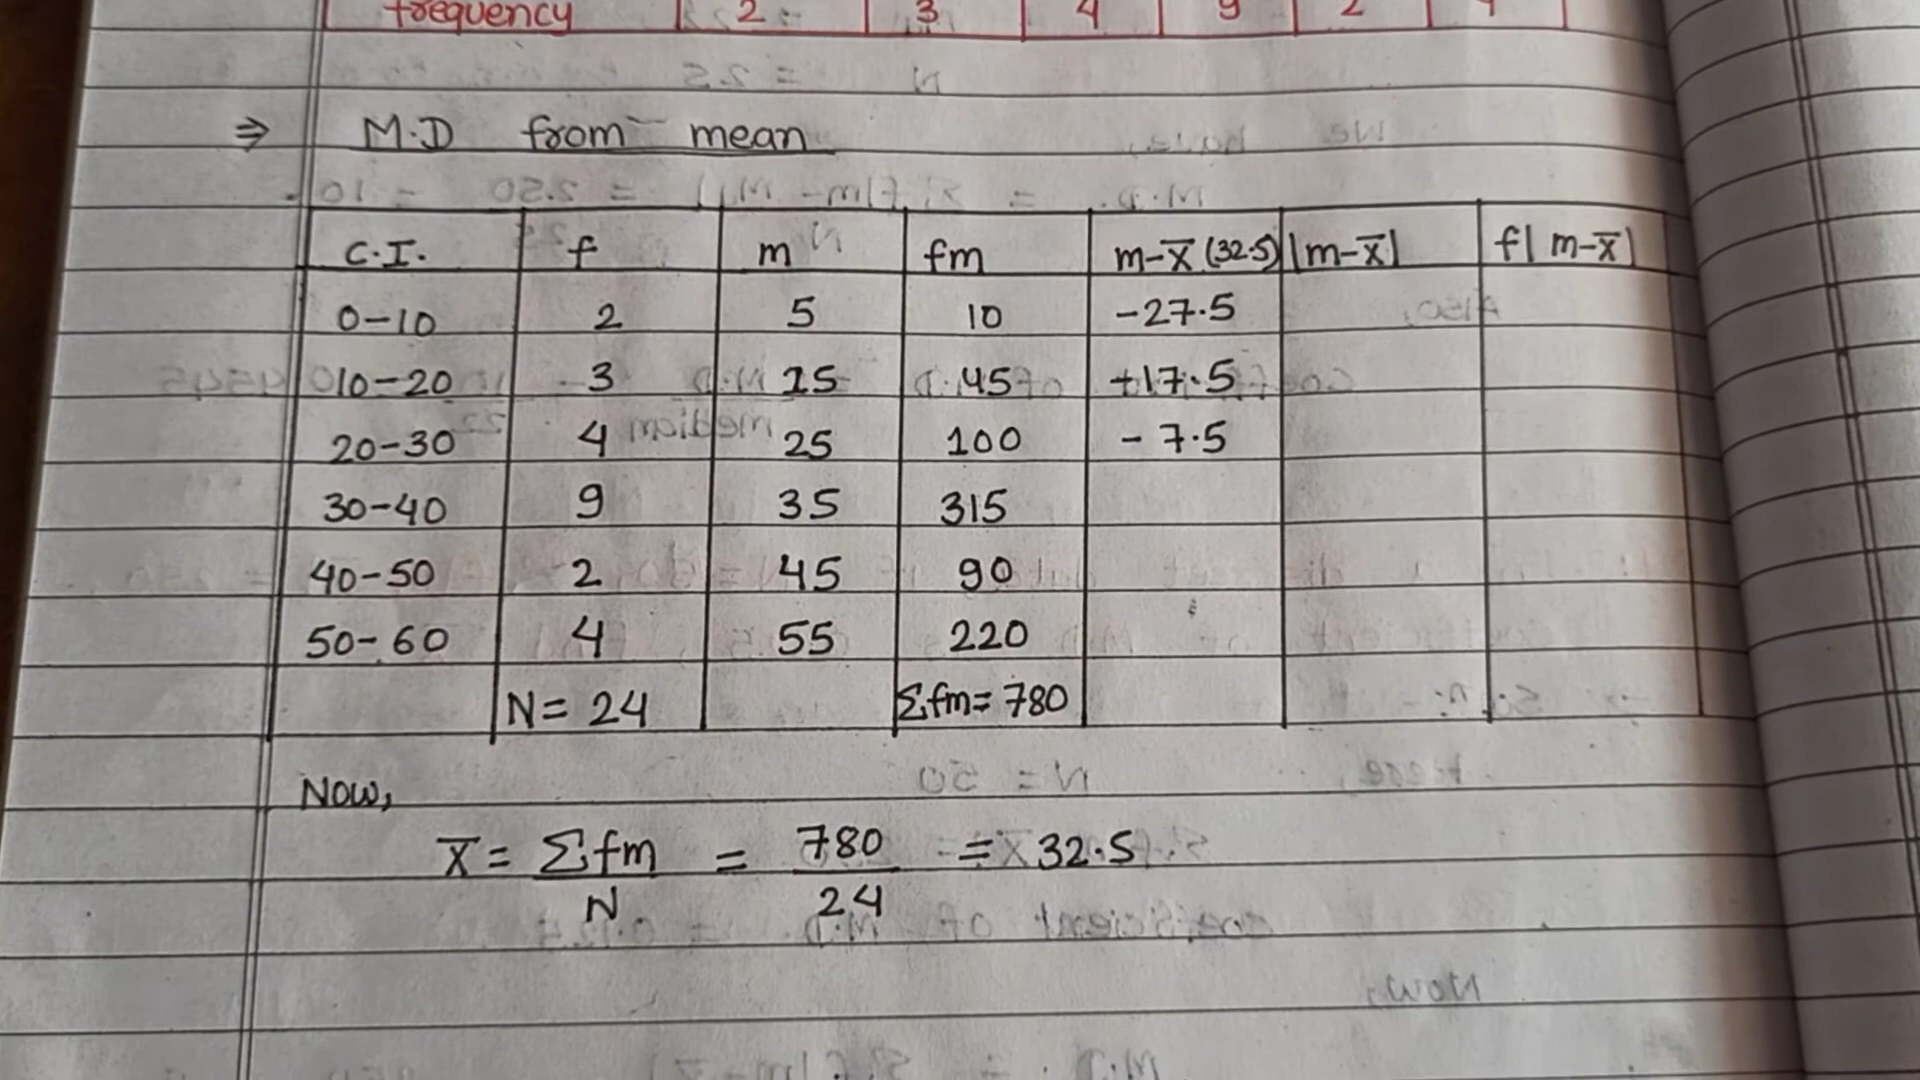 frequency 2 3 4 9 2 4
⇒ M.D from mean
C.I. f m fm m-x̅ (32.5) |m-x̅| f|m-x̅|
0-10 2 5 10 -27.5
10-20 3 15 45 +17.5
20-30 4 25 100 -7.5
30-40 9 35 315
40-50 2 45 90
50-60 4 55 220
N = 24 Σfm = 780
Now,
X̅ = Σfm / N = 780 / 24 = 32.5